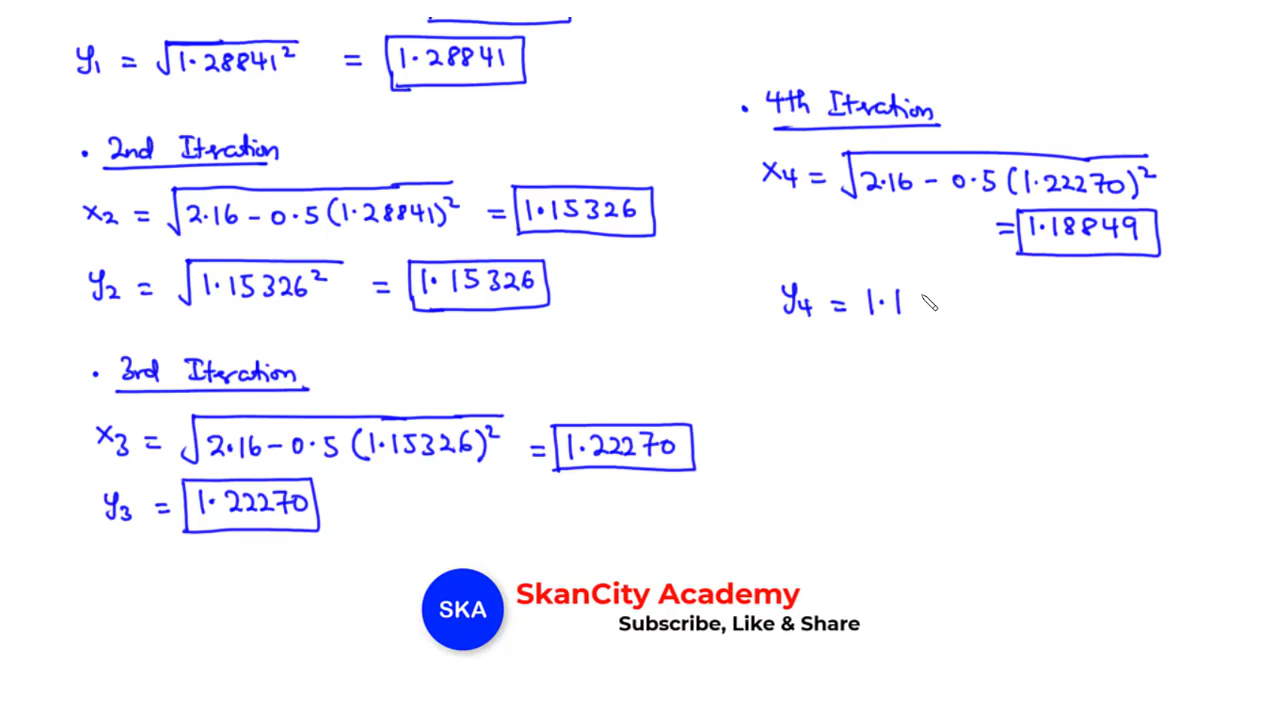 y₁ = √1.28841² = 1.28841
• 2nd Iteration
x₂ = √2.16 - 0.5(1.28841)² = 1.15326
y₂ = √1.15326² = 1.15326
• 3rd Iteration
x₃ = √2.16 - 0.5(1.15326)² = 1.22270
y₃ = 1.22270
• 4th Iteration
x₄ = √2.16 - 0.5(1.22270)²
= 1.18849
y₄ = 1.1
SKA
SkanCity Academy
Subscribe, Like & Share